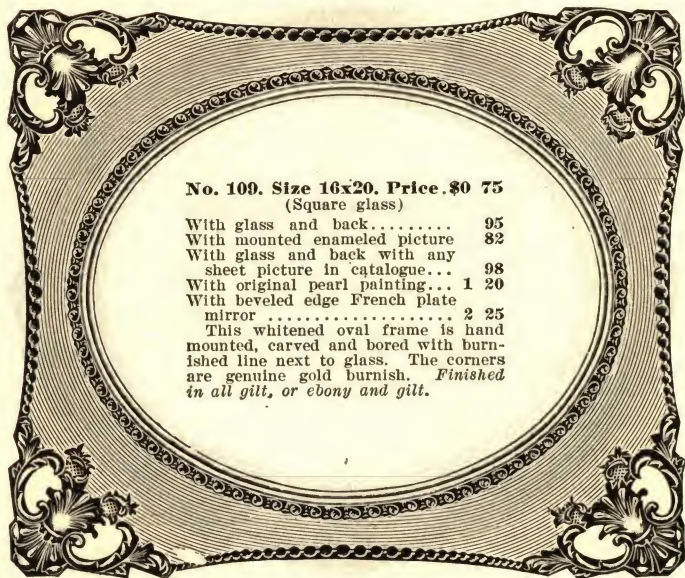 No. 109. Size 16x20. Price.$0 75
(Square glass)
With glass and back......... 95
With mounted enameled picture 82
With glass and back with any
sheet picture in catalogue... 98
With original pearl painting... 1 20
With beveled edge French plate
mirror .................... 2 25
This whitened oval frame is hand
mounted, carved and bored with burn-
ished line next to glass. The corners
are genuine gold burnish. Finished
in all gilt, or ebony and gilt.